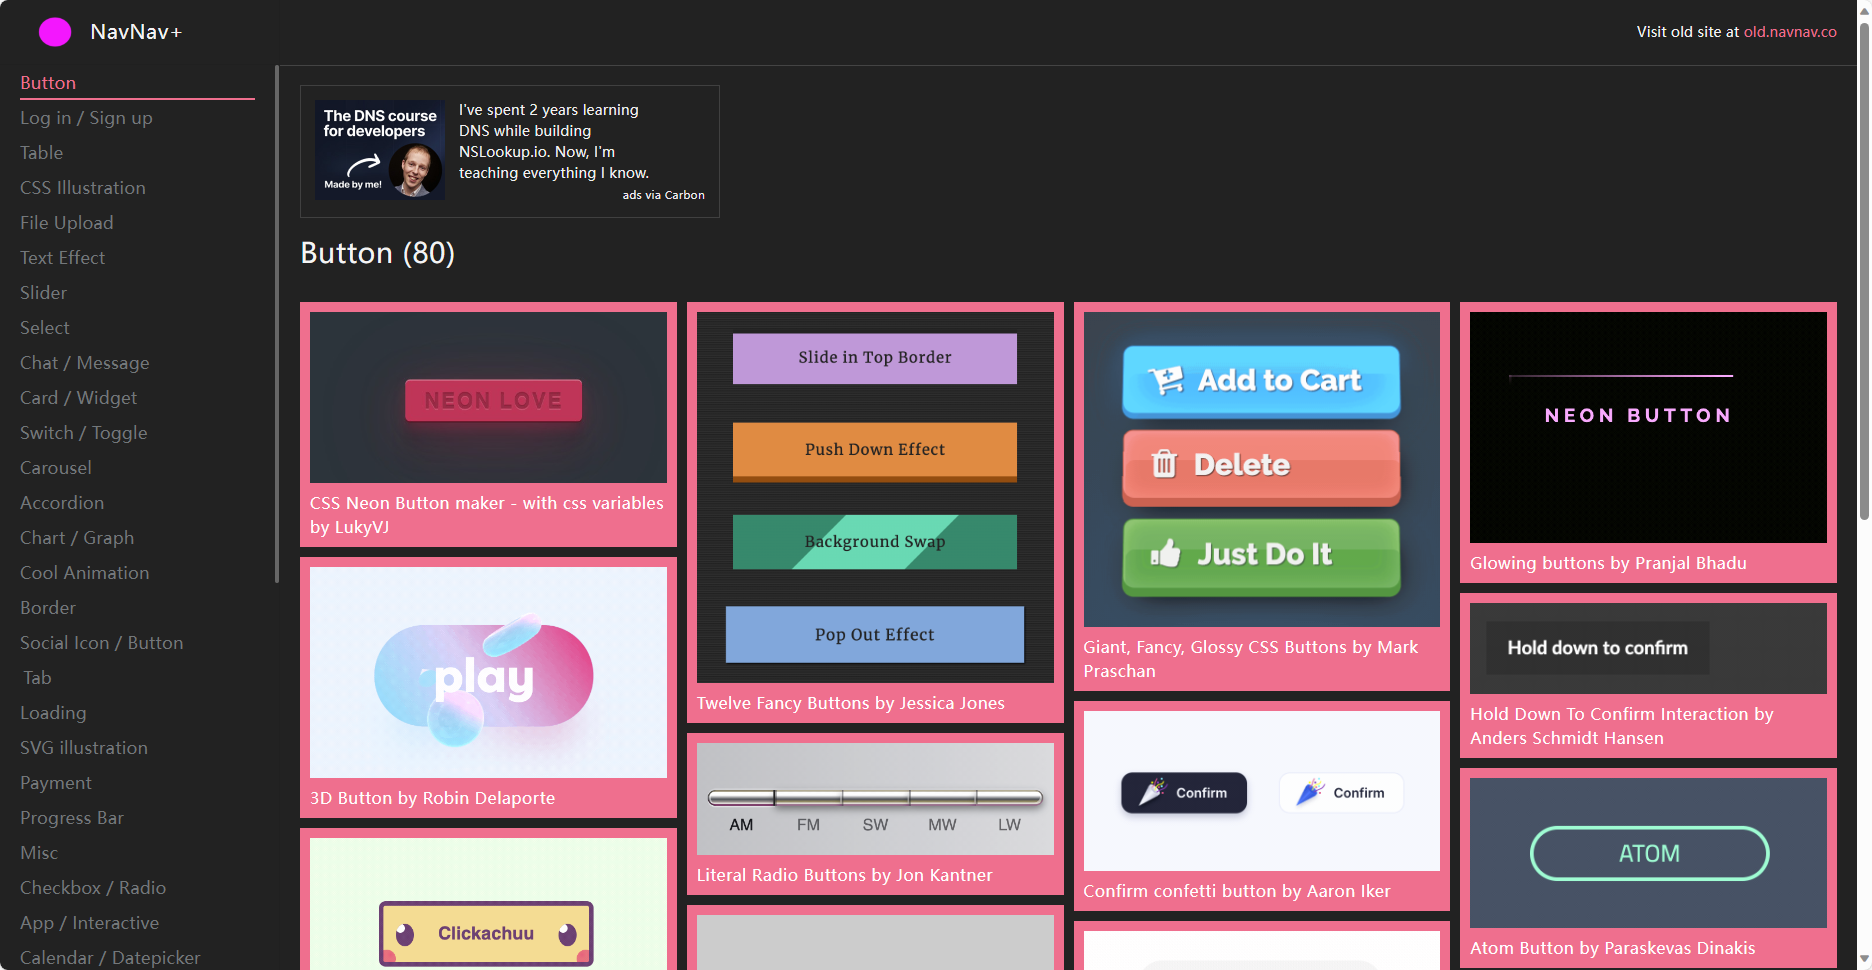 NavNav+
Visit old site at old.navnav.co
Button
Log in / Sign up
Table
CSS Illustration
File Upload
Text Effect
Slider
Select
Chat / Message
Card / Widget
Switch / Toggle
Carousel
Accordion
Chart / Graph
Cool Animation
Border
Social Icon / Button
Tab
Loading
SVG illustration
Payment
Progress Bar
Misc
Checkbox / Radio
App / Interactive
Calendar / Datepicker
The DNS course
for developers
Made by me!
I've spent 2 years learning
DNS while building
NSLookup.io. Now, I'm
teaching everything I know.
ads via Carbon
Button (80)
NEON LOVE
CSS Neon Button maker - with css variables
by LukyVJ
play
3D Button by Robin Delaporte
Clickachuu
Slide in Top Border
Push Down Effect
Background Swap
Pop Out Effect
Twelve Fancy Buttons by Jessica Jones
AM FM SW MW LW
Literal Radio Buttons by Jon Kantner
Add to Cart
Delete
Just Do It
Giant, Fancy, Glossy CSS Buttons by Mark
Praschan
Confirm Confirm
Confirm confetti button by Aaron Iker
NEON BUTTON
Glowing buttons by Pranjal Bhadu
Hold down to confirm
Hold Down To Confirm Interaction by
Anders Schmidt Hansen
ATOM
Atom Button by Paraskevas Dinakis